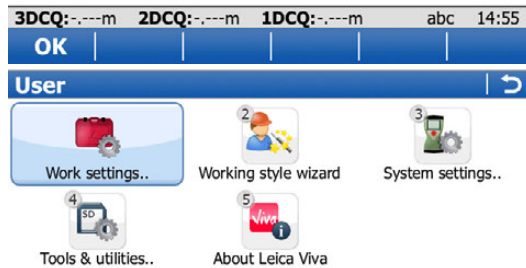 3DCQ:-.---m 2DCQ:-.---m 1DCQ:-.---m abc 14:55
OK
User
2 3
Work settings.. Working style wizard System settings..
4 SD 5 viva
Tools & utilities.. About Leica Viva